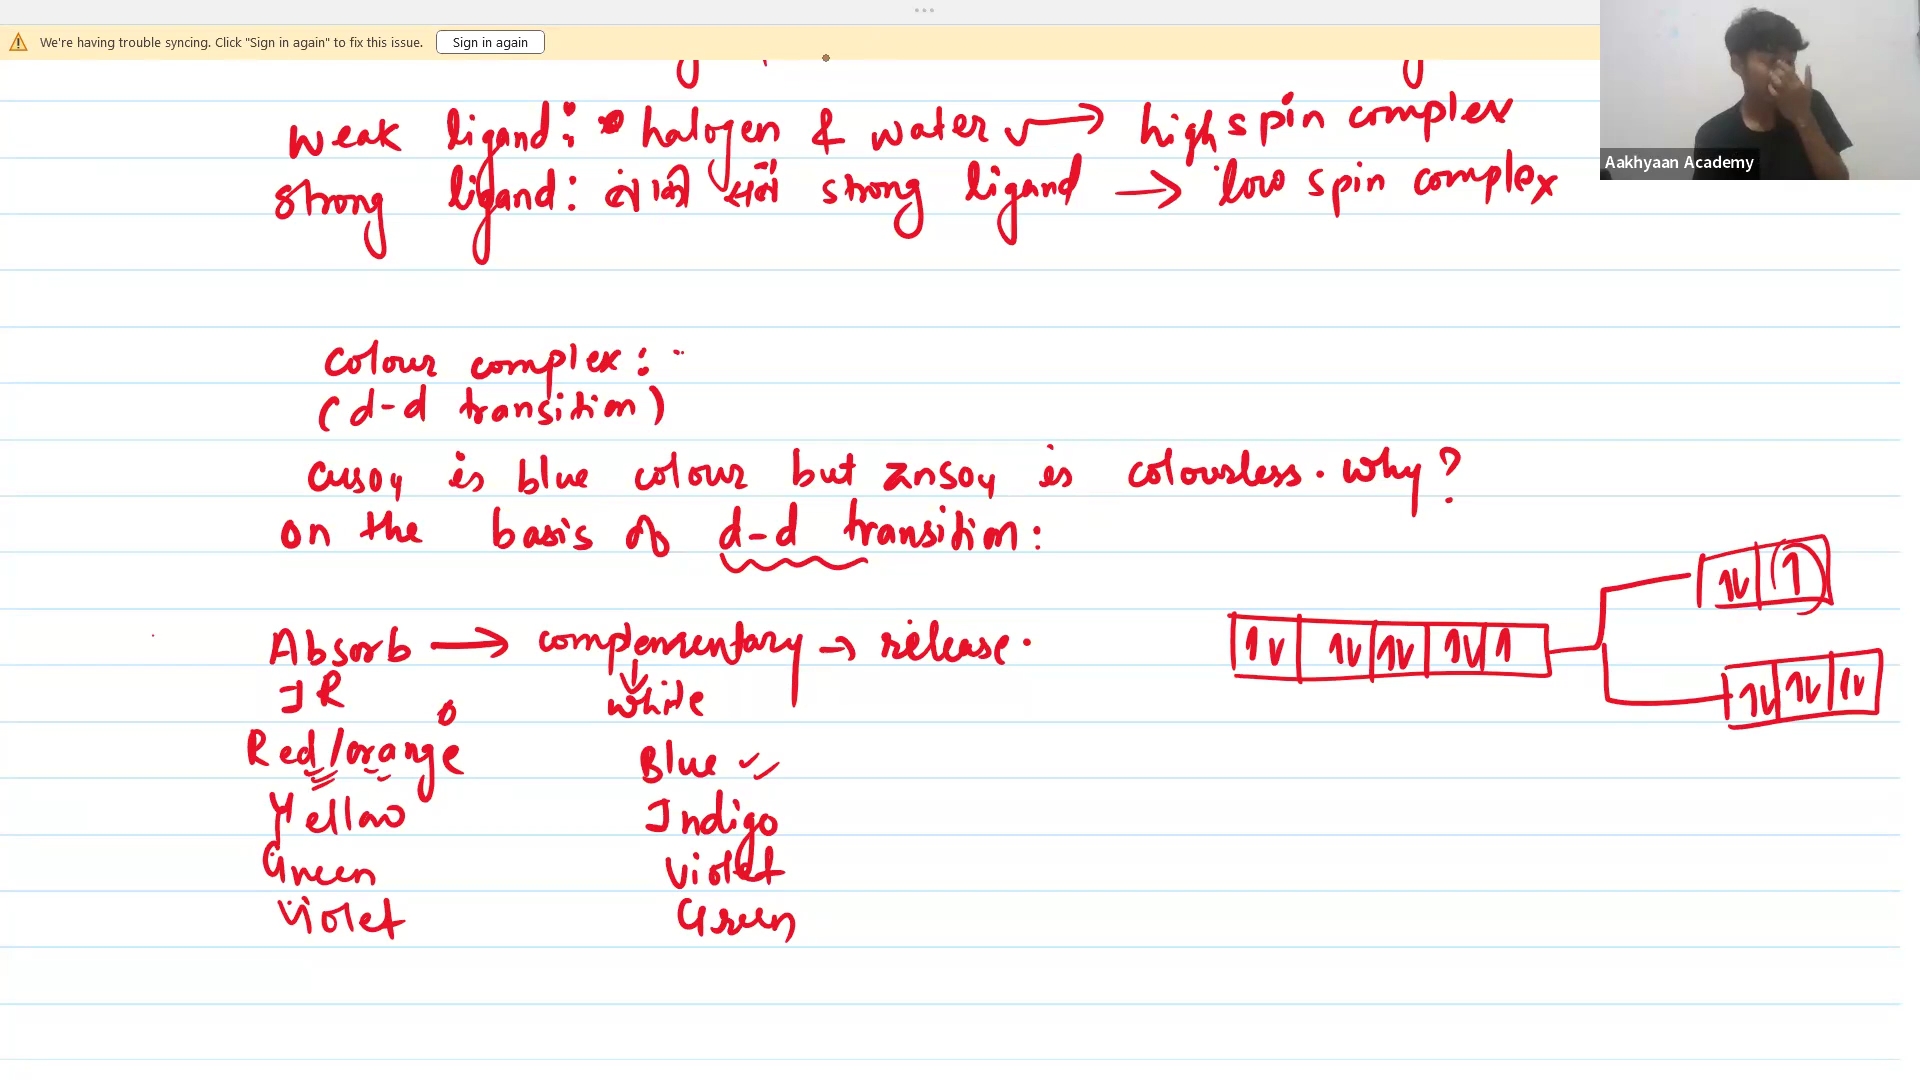 We're having trouble syncing. Click "Sign in again" to fix this issue. Sign in again
Aakhyaan Academy
weak ligand: halogen & water → high spin complex
strong ligand: strong ligand → low spin complex
colour complex:
(d-d transition)
CUSO4 is blue colour but ZnSO4 is colourless. why?
on the basis of d-d transition:
Absorb → complementary → release.
IR white
Red/orange Blue
Yellow Indigo
Green Violet
Violet Green